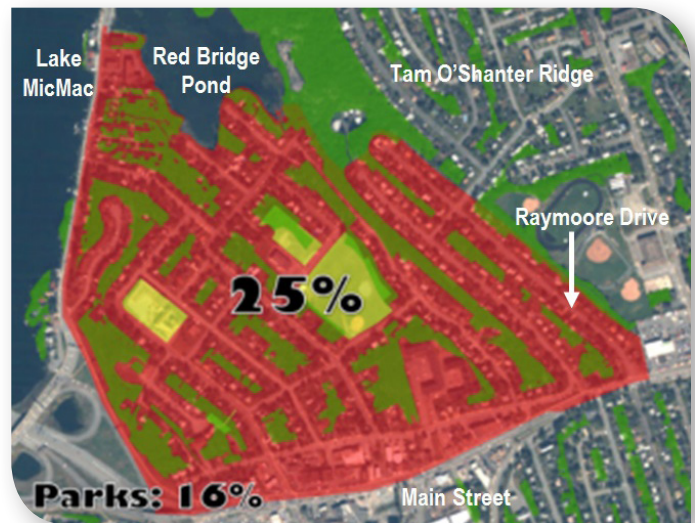 Lake
MicMac
Red Bridge
Pond
Tam O'Shanter Ridge
Raymoore Drive
25%
Parks: 16%
Main Street